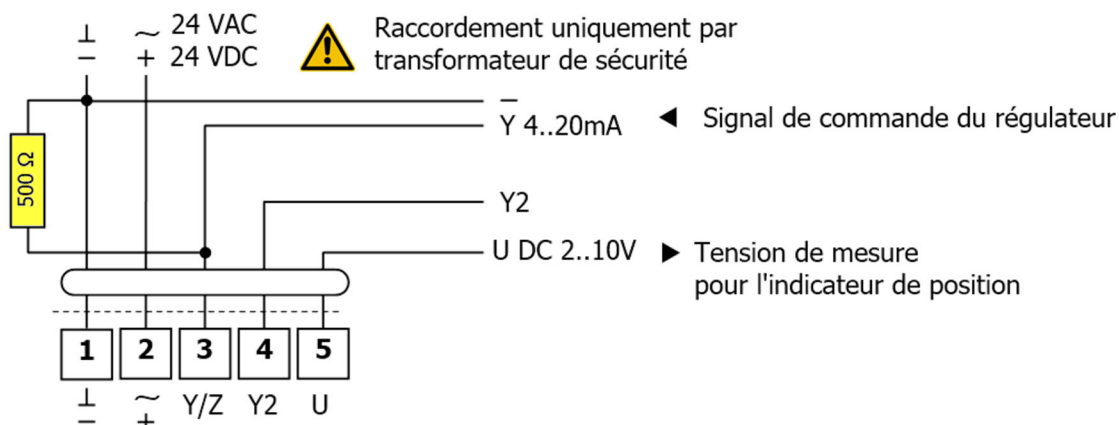 ⊥ ~ 24 VAC
– + 24 VDC
Raccordement uniquement par
transformateur de sécurité
–
Y 4..20mA ◄ Signal de commande du régulateur
500 Ω
Y2
U DC 2..10V ► Tension de mesure
pour l'indicateur de position
1 2 3 4 5
⊥ ~ Y/Z Y2 U
– +